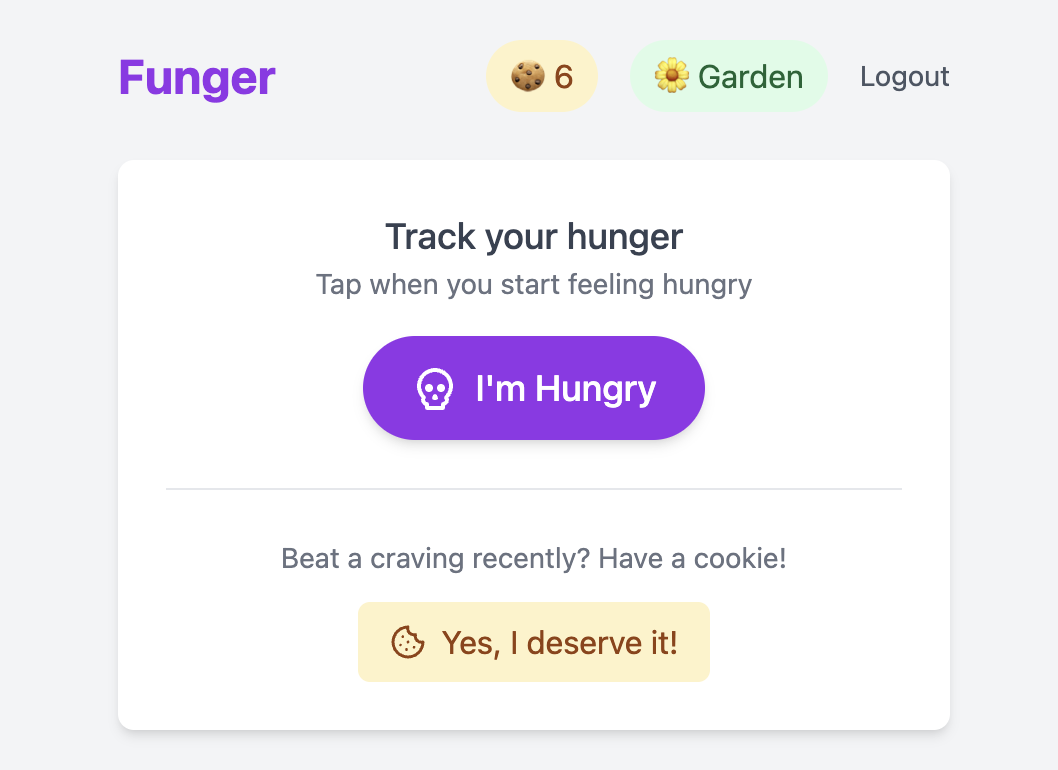 Funger
6
Garden
Logout
Track your hunger
Tap when you start feeling hungry
I'm Hungry
Beat a craving recently? Have a cookie!
Yes, I deserve it!